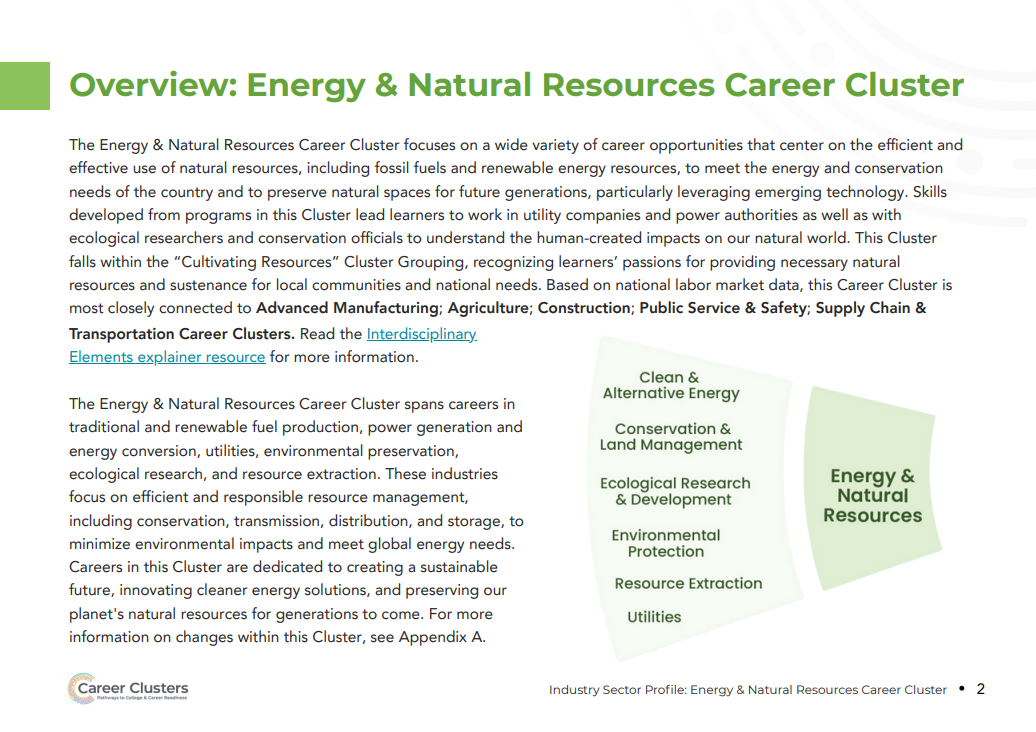 Overview: Energy & Natural Resources Career Cluster
The Energy & Natural Resources Career Cluster focuses on a wide variety of career opportunities that center on the efficient and
effective use of natural resources, including fossil fuels and renewable energy resources, to meet the energy and conservation
needs of the country and to preserve natural spaces for future generations, particularly leveraging emerging technology. Skills
developed from programs in this Cluster lead learners to work in utility companies and power authorities as well as with
ecological researchers and conservation officials to understand the human-created impacts on our natural world. This Cluster
falls within the “Cultivating Resources” Cluster Grouping, recognizing learners’ passions for providing necessary natural
resources and sustenance for local communities and national needs. Based on national labor market data, this Career Cluster is
most closely connected to Advanced Manufacturing; Agriculture; Construction; Public Service & Safety; Supply Chain &
Transportation Career Clusters. Read the Interdisciplinary
Elements explainer resource for more information.
The Energy & Natural Resources Career Cluster spans careers in
traditional and renewable fuel production, power generation and
energy conversion, utilities, environmental preservation,
ecological research, and resource extraction. These industries
focus on efficient and responsible resource management,
including conservation, transmission, distribution, and storage, to
minimize environmental impacts and meet global energy needs.
Careers in this Cluster are dedicated to creating a sustainable
future, innovating cleaner energy solutions, and preserving our
planet's natural resources for generations to come. For more
information on changes within this Cluster, see Appendix A.
Clean &
Alternative Energy
Conservation &
Land Management
Ecological Research
& Development
Environmental
Protection
Resource Extraction
Utilities
Energy &
Natural
Resources
Career Clusters
Pathways to College & Career Readiness
Industry Sector Profile: Energy & Natural Resources Career Cluster • 2